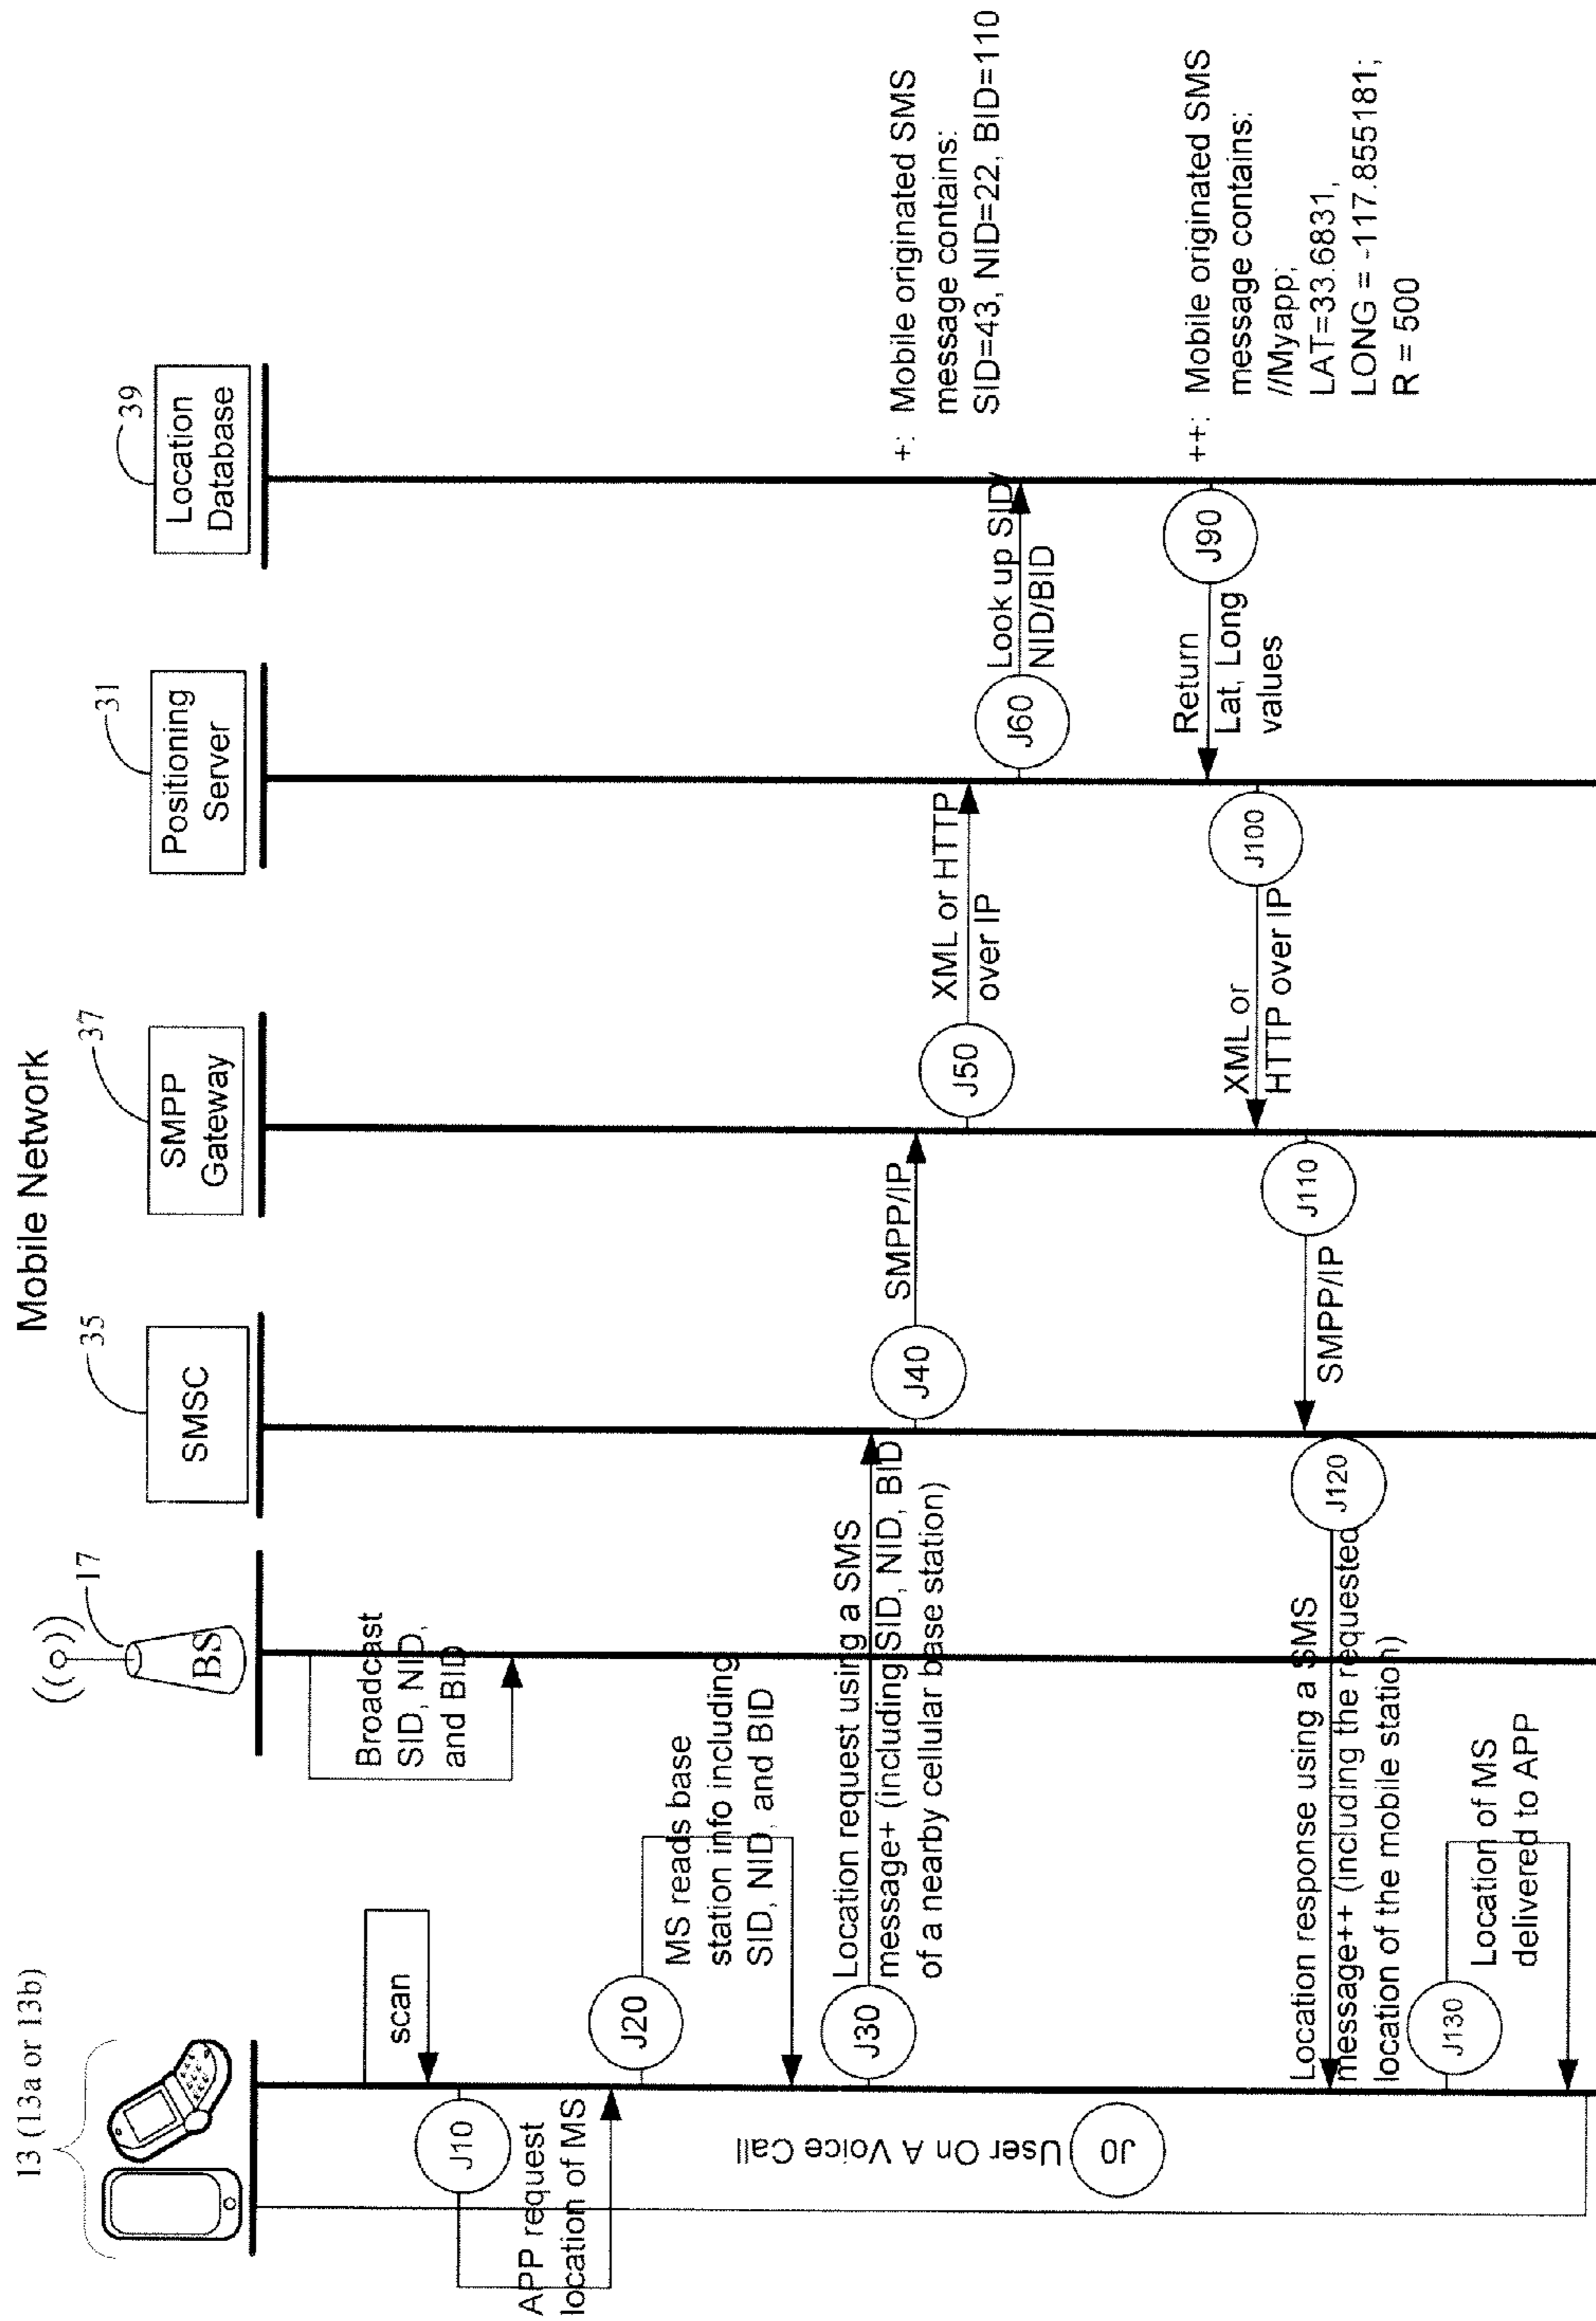 Mobile Network
13 (13a or 13b)
17
35
37
31
39
BS
SMSC
SMPP
Gateway
Positioning
Server
Location
Database
scan
Broadcast
SID, NID,
and BID
J10
APP request
location of MS
J0
User On A Voice Call
J20
MS reads base
station info including
SID, NID, and BID
J30
Location request using a SMS
message+ (including SID, NID, BID
of a nearby cellular base station)
J40
SMPP/IP
J50
XML or HTTP
over IP
J60
Look up SID/
NID/BID
+: Mobile originated SMS
message contains:
SID=43, NID=22, BID=110
J90
Return
Lat, Long
values
++: Mobile originated SMS
message contains:
//Myapp;
LAT=33.6831,
LONG = -117.855181;
R = 500
J100
XML or
HTTP over IP
J110
SMPP/IP
J120
Location response using a SMS
message++ (including the requested
location of the mobile station)
J130
Location of MS
delivered to APP